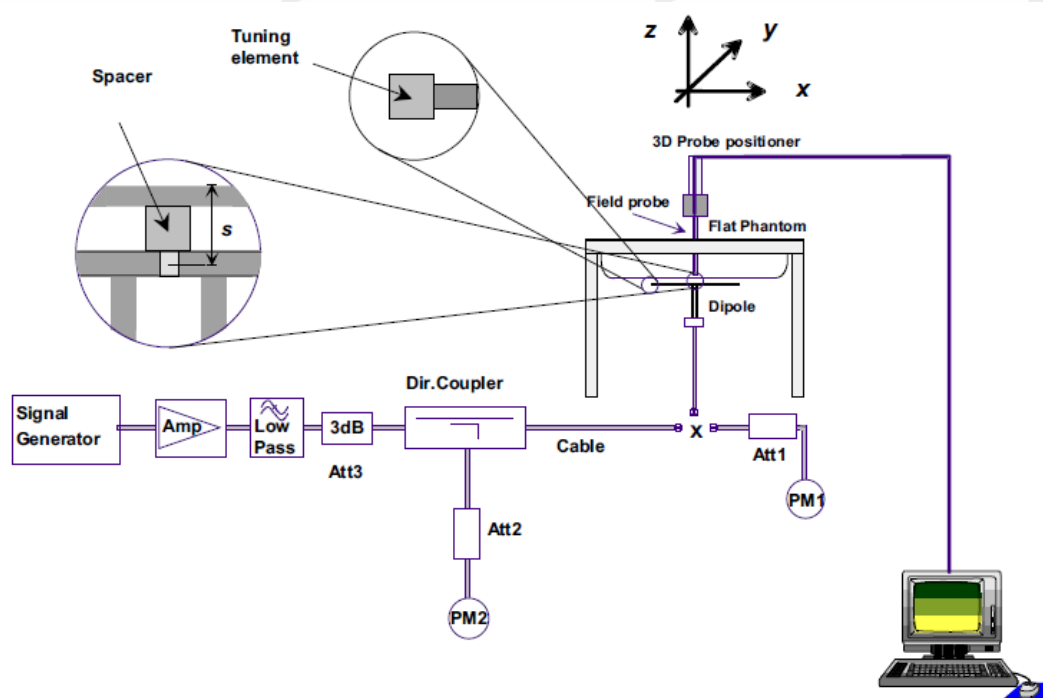 Tuning
element
Spacer
s
z
y
x
3D Probe positioner
Field probe
Flat Phantom
Dipole
Dir.Coupler
Signal
Generator
Amp
Low
Pass
3dB
Att3
Cable
X
Att1
PM1
Att2
PM2